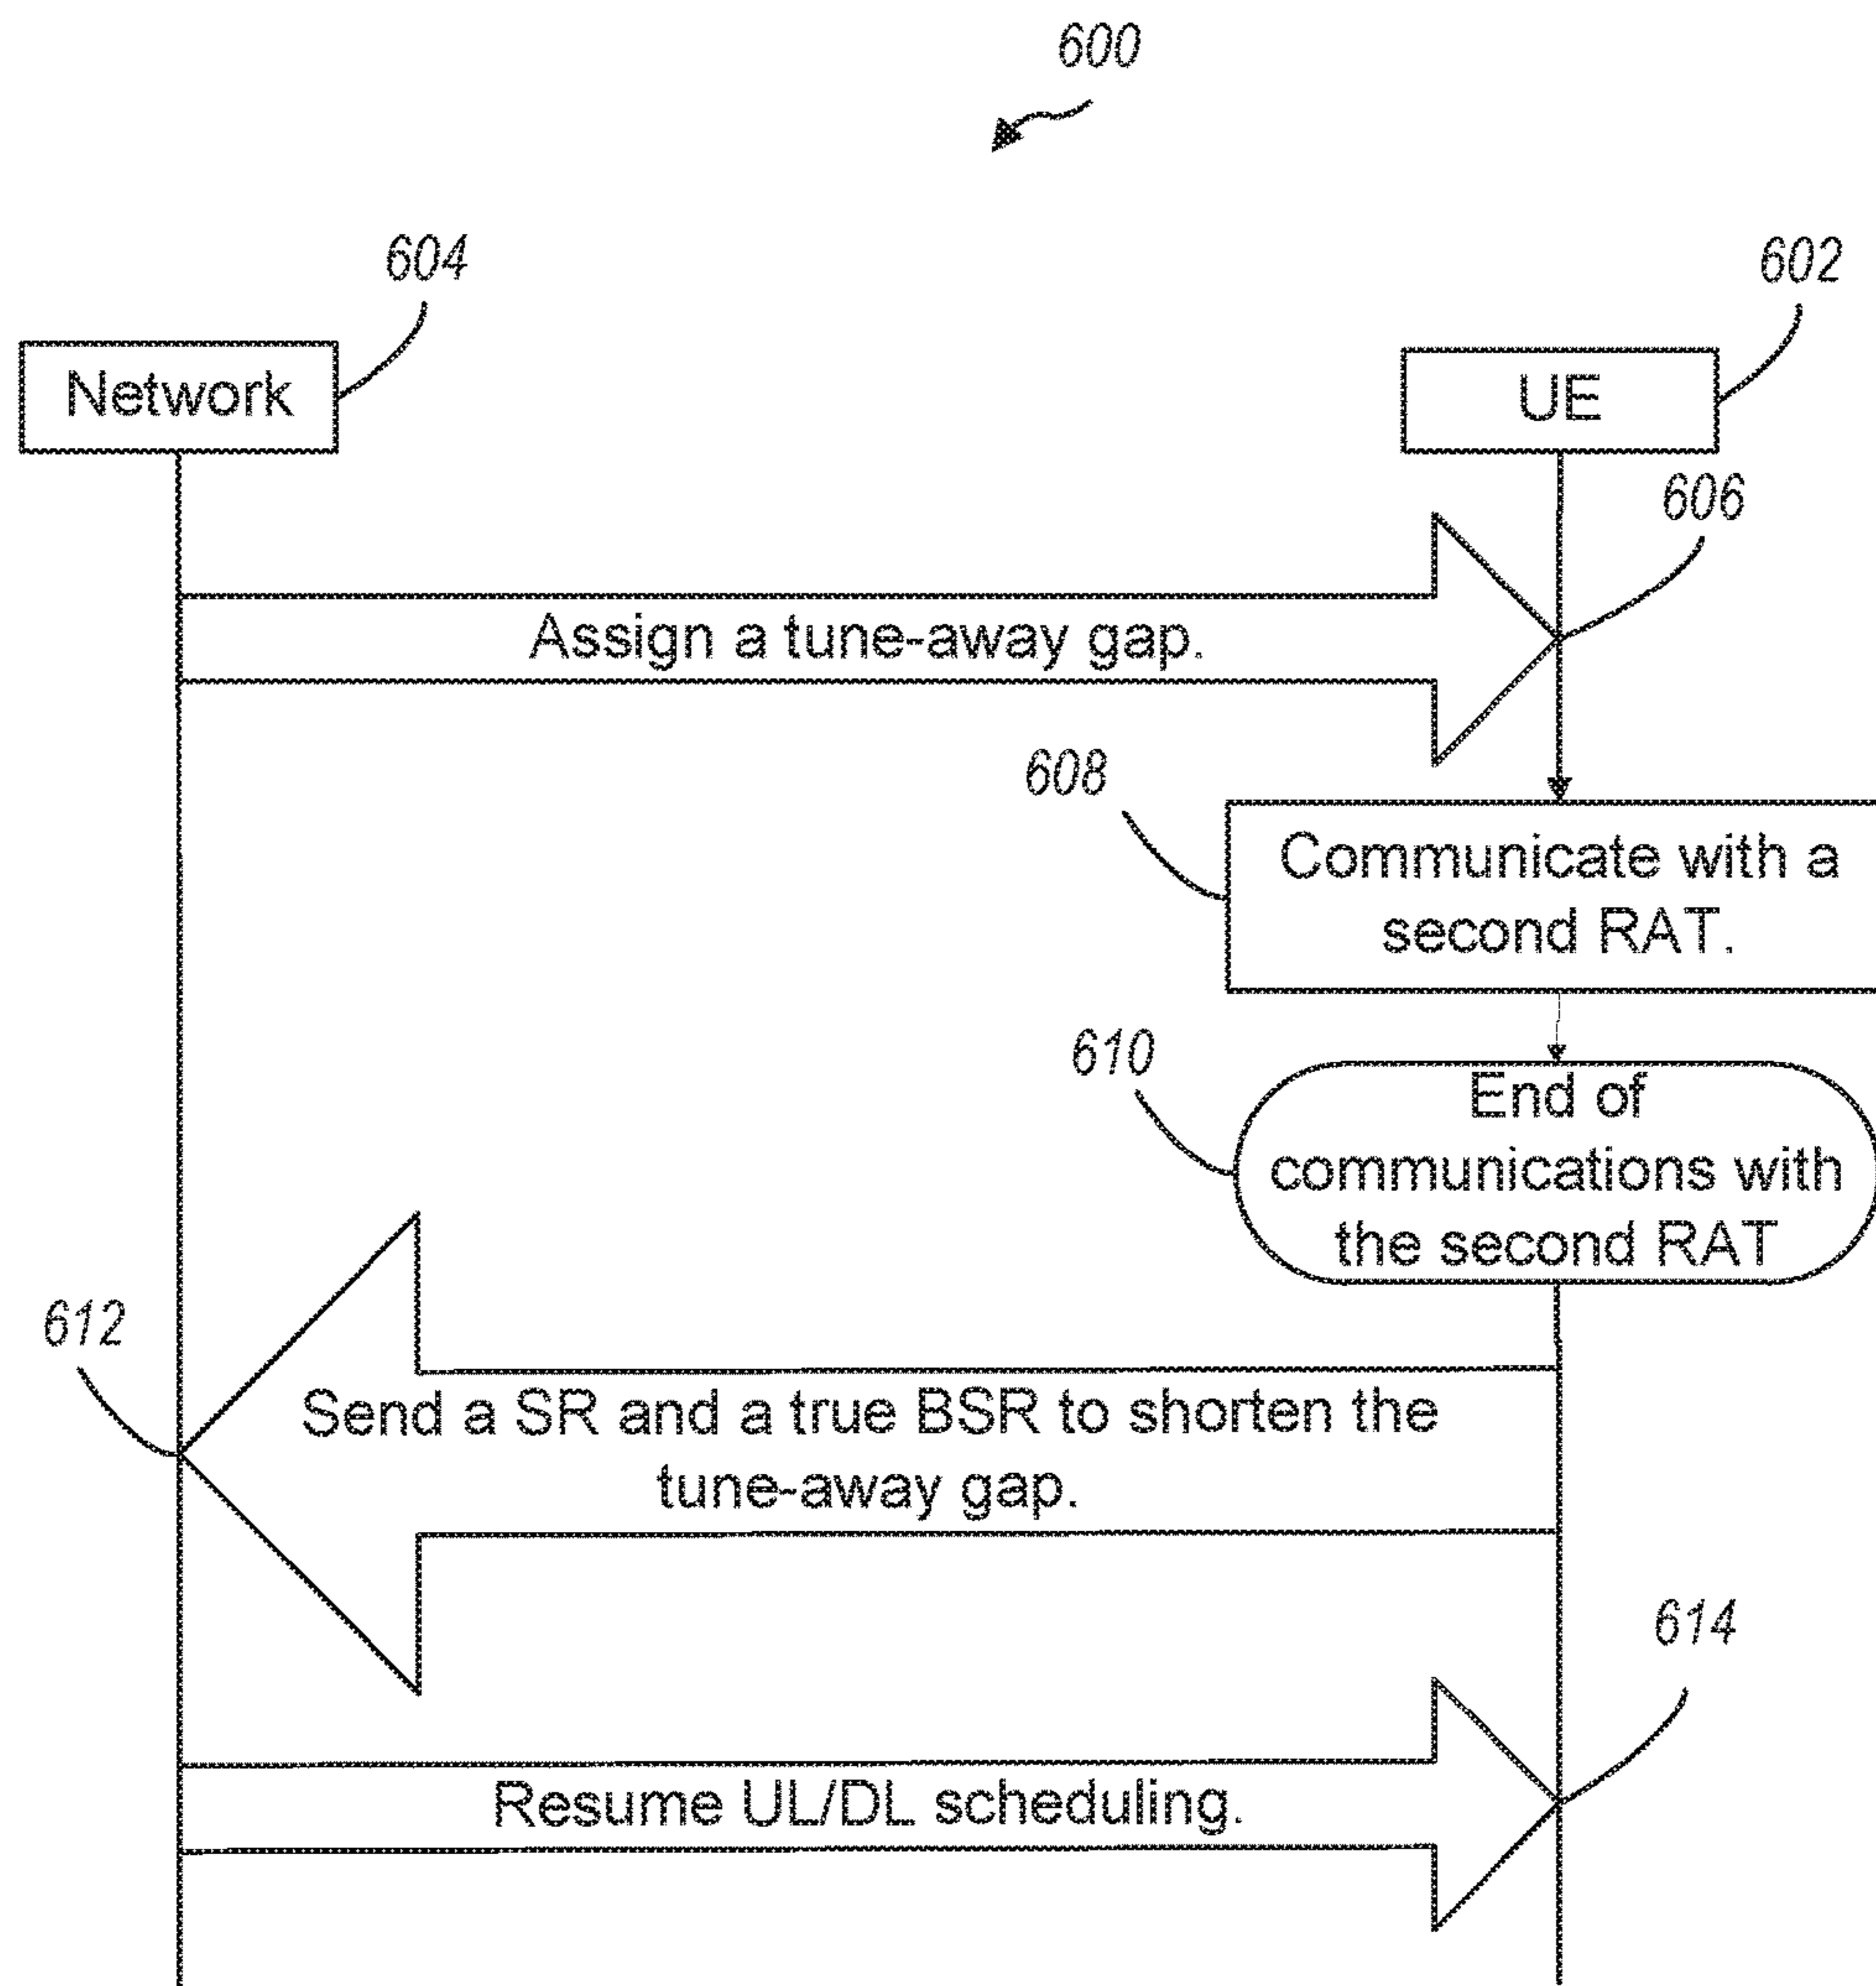 600
604
602
Network
UE
606
Assign a tune-away gap.
608
Communicate with a
second RAT.
610
End of
communications with
the second RAT
612
Send a SR and a true BSR to shorten the
tune-away gap.
614
Resume UL/DL scheduling.